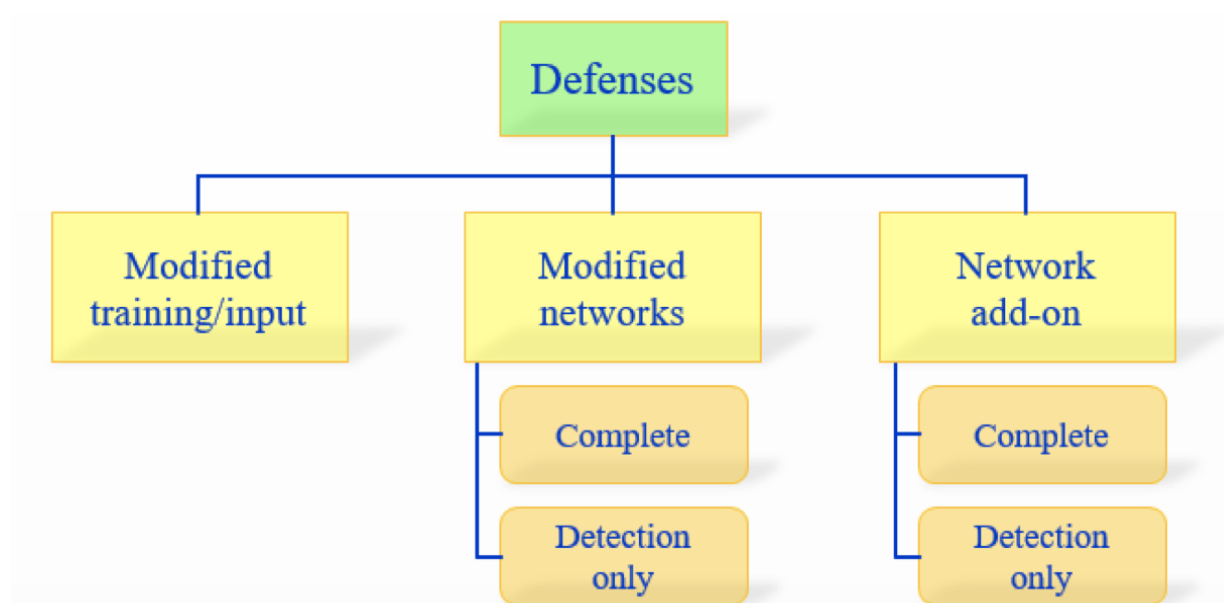 Defenses
Modified
training/input
Modified
networks
Network
add-on
Complete
Complete
Detection
only
Detection
only